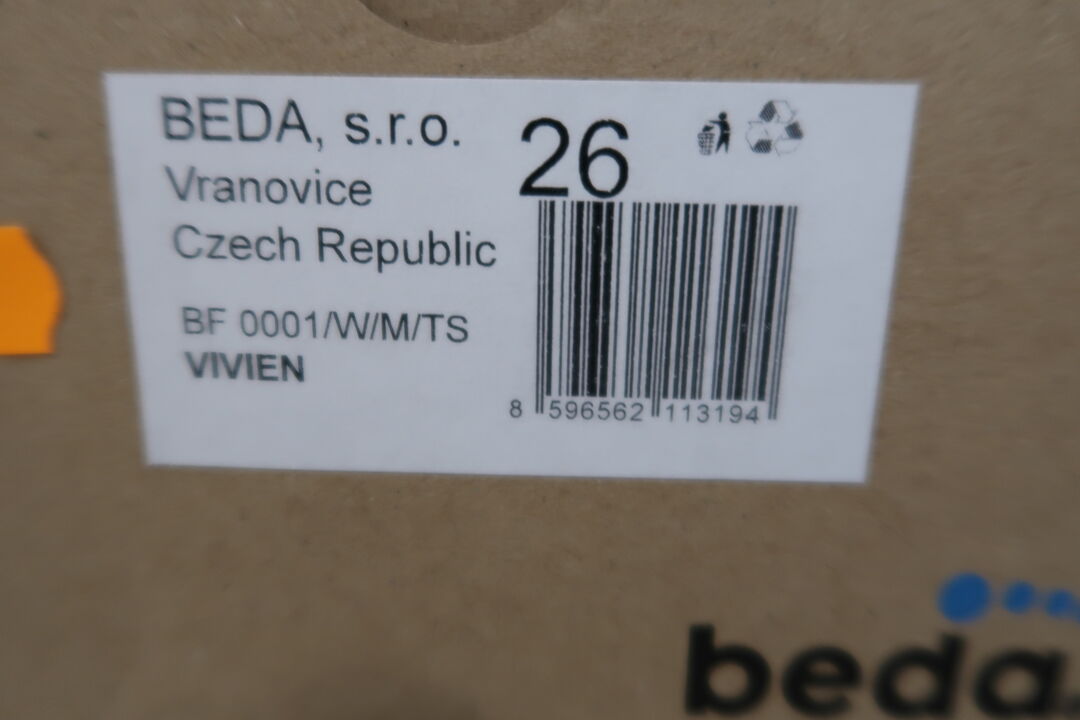 BEDA, s.r.o.
Vranovice
Czech Republic
BF 0001/W/M/TS
VIVIEN
26
8 596562 113194
beda.